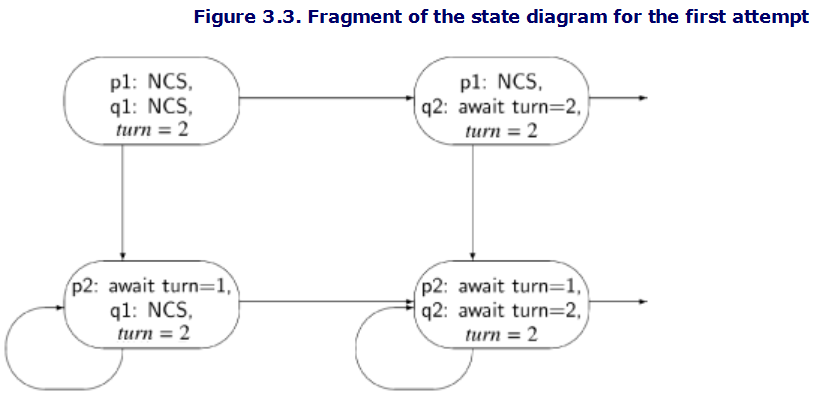 Figure 3.3. Fragment of the state diagram for the first attempt
p1: NCS,
q1: NCS,
turn = 2
p1: NCS,
q2: await turn=2,
turn = 2
p2: await turn=1,
q1: NCS,
turn = 2
p2: await turn=1,
q2: await turn=2,
turn = 2